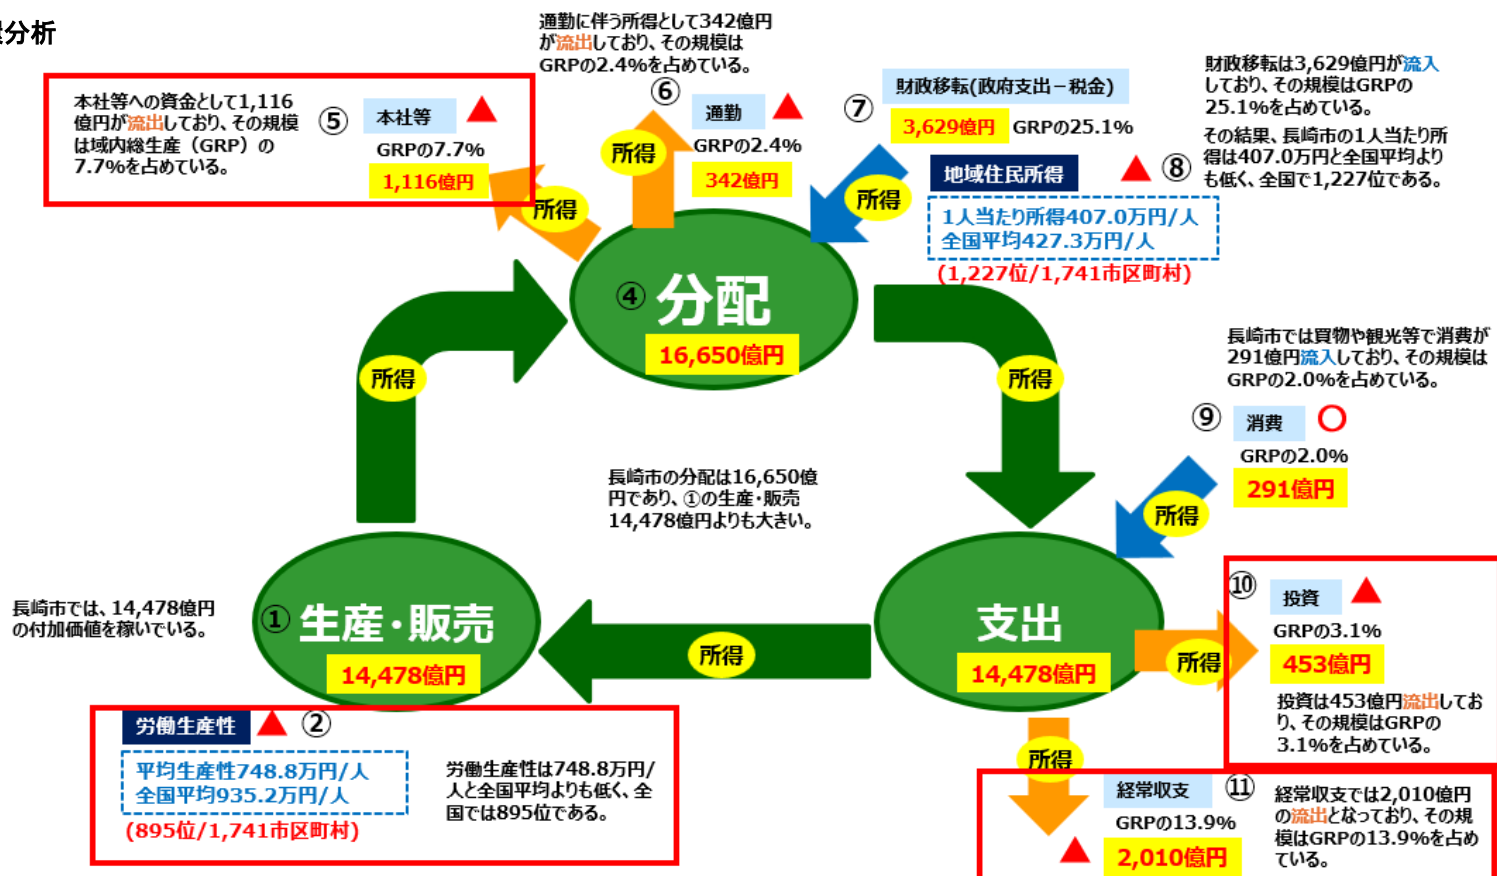 分析
通勤に伴う所得として342億円
が流出しており、その規模は
GRPの2.4%を占めている。
本社等への資金として1,116
億円が流出しており、その規模
は域内総生産（GRP）の
7.7%を占めている。
⑤
本社等
▲
GRPの7.7%
1,116億円
所得
⑥
通勤
▲
GRPの2.4%
342億円
所得
⑦
財政移転(政府支出－税金)
3,629億円 GRPの25.1%
所得
財政移転は3,629億円が流入
しており、その規模はGRPの
25.1%を占めている。
その結果、長崎市の1人当たり所
得は407.0万円と全国平均より
も低く、全国で1,227位である。
地域住民所得
▲ ⑧
1人当たり所得407.0万円/人
全国平均427.3万円/人
(1,227位/1,741市区町村)
④ 分配
16,650億円
所得
所得
長崎市では買物や観光等で消費が
291億円流入しており、その規模は
GRPの2.0%を占めている。
⑨
消費
○
GRPの2.0%
291億円
所得
長崎市の分配は16,650億
円であり、①の生産・販売
14,478億円よりも大きい。
長崎市では、14,478億円
の付加価値を稼いでいる。
① 生産・販売
14,478億円
所得
支出
14,478億円
⑩
投資
▲
GRPの3.1%
453億円
所得
投資は453億円流出してお
り、その規模はGRPの
3.1%を占めている。
労働生産性
▲ ②
平均生産性748.8万円/人
全国平均935.2万円/人
(895位/1,741市区町村)
労働生産性は748.8万円/
人と全国平均よりも低く、全
国では895位である。
所得
経常収支
⑪
GRPの13.9%
▲
2,010億円
経常収支では2,010億円
の流出となっており、その規
模はGRPの13.9%を占め
ている。